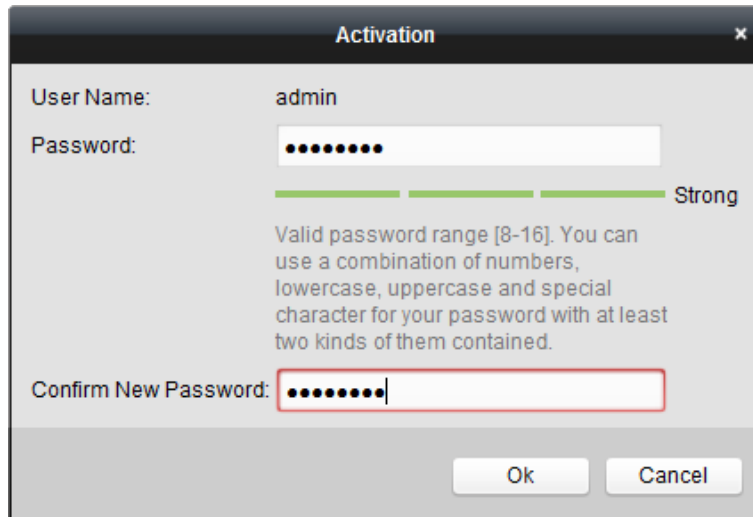 Activation ×
User Name: admin
Password: ●●●●●●●●
Strong
Valid password range [8-16]. You can
use a combination of numbers,
lowercase, uppercase and special
character for your password with at least
two kinds of them contained.
Confirm New Password: ●●●●●●●●
Ok Cancel